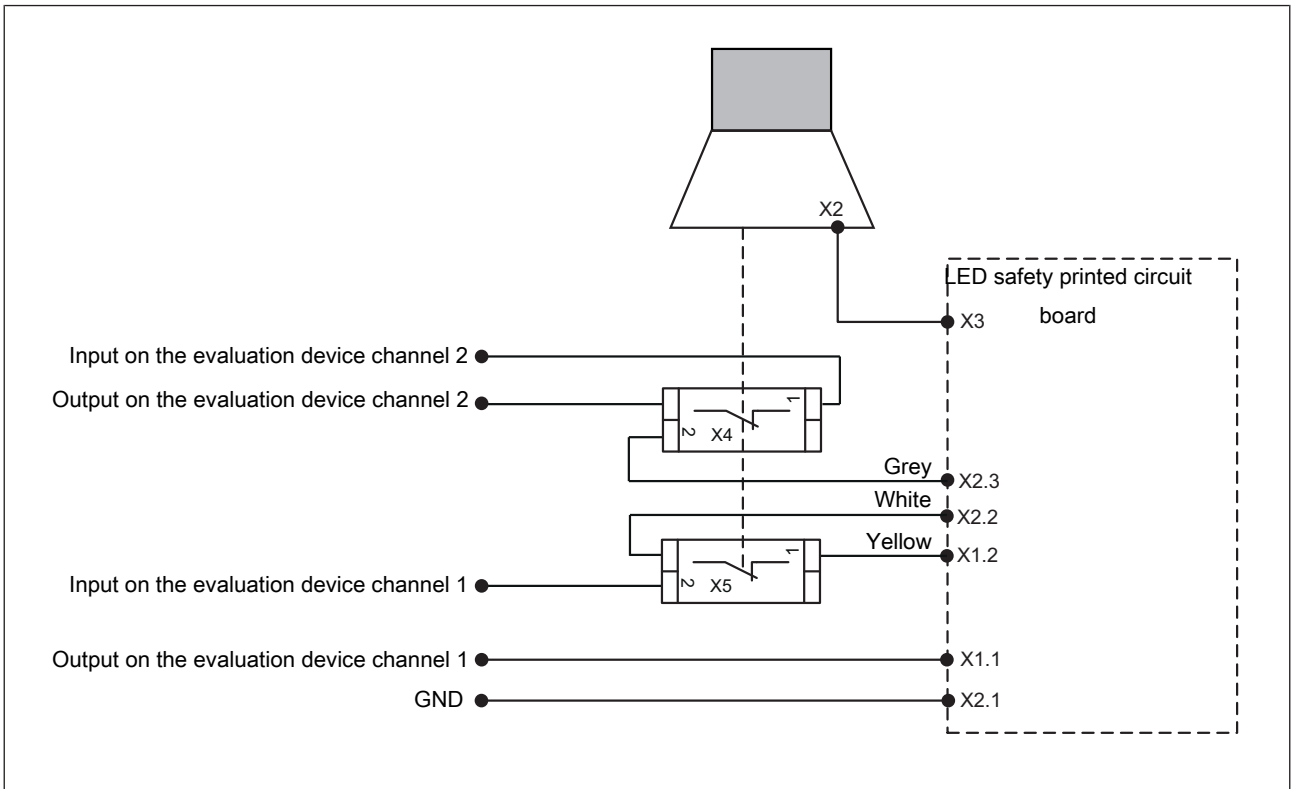 X2
LED safety printed circuit
board
X3
Input on the evaluation device channel 2
Output on the evaluation device channel 2
1
2
X4
Grey
X2.3
White
X2.2
Yellow
X1.2
1
2
X5
Input on the evaluation device channel 1
Output on the evaluation device channel 1
X1.1
GND
X2.1